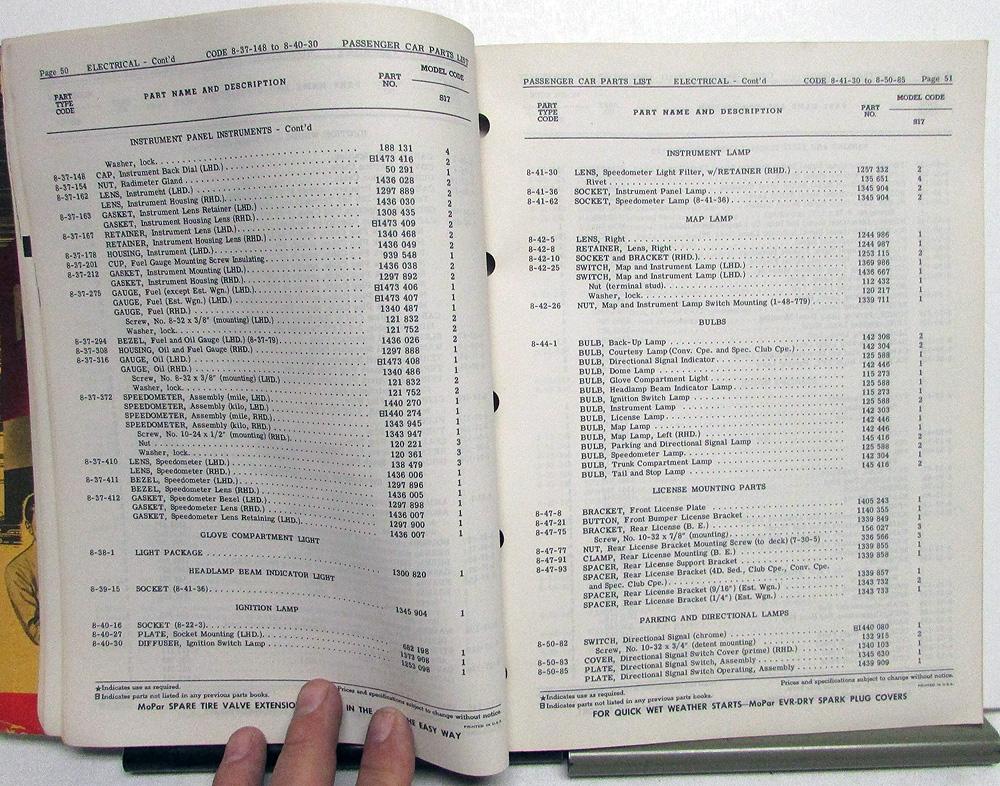 Page 50 ELECTRICAL - Cont'd CODE 8-37-148 to 8-40-30 PASSENGER CAR PARTS LIST
PART TYPE CODE PART NAME AND DESCRIPTION PART NO. MODEL CODE
S17
INSTRUMENT PANEL INSTRUMENTS - Cont'd
Washer, lock 188 131 4
8-37-148 CAP, Instrument Back Dial (LHD.) ⊟1473 416 2
8-37-154 NUT, Radimeter Gland 50 291 1
8-37-162 LENS, Instrument (LHD.) 1436 028 2
LENS, Instrument Housing (RHD.) 1297 889 2
8-37-163 GASKET, Instrument Lens Retainer (LHD.) 1436 030 2
GASKET, Instrument Housing Lens (RHD.) 1308 435 2
8-37-167 RETAINER, Instrument Lens (LHD.) ⊟1473 409 2
RETAINER, Instrument Housing Lens (RHD.) 1340 468 2
8-37-178 HOUSING, Instrument (LHD.) 1436 049 2
8-37-201 CUP, Fuel Gauge Mounting Screw Insulating 939 548 1
8-37-212 GASKET, Instrument Mounting (LHD.) 1436 038 2
GASKET, Instrument Housing (RHD.) 1297 892 2
8-37-275 GAUGE, Fuel (except Est. Wgn.) (LHD.) ⊟1473 406 1
GAUGE, Fuel (Est. Wgn.) (LHD.) ⊟1473 407 1
GAUGE, Fuel (RHD.) 1340 487 1
Screw, No. 8-32 x 3/8" (mounting) (LHD.) 121 832 2
Washer, lock 121 752 2
8-37-294 BEZEL, Fuel and Oil Gauge (LHD.) (8-37-79) 1436 026 2
8-37-308 HOUSING, Oil and Fuel Gauge (RHD.) 1297 888 1
8-37-316 GAUGE, Oil (LHD.) ⊟1473 408 1
GAUGE, Oil (RHD.) 1340 486 1
Screw, No. 8-32 x 3/8" (mounting) (LHD.) 121 832 2
Washer, lock 121 752 2
8-37-372 SPEEDOMETER, Assembly (mile, LHD.) 1440 270 1
SPEEDOMETER, Assembly (kilo, LHD.) ⊟1440 274 1
SPEEDOMETER, Assembly (mile, RHD.) 1343 945 1
SPEEDOMETER, Assembly (kilo, RHD.) 1343 947 1
Screw, No. 10-24 x 1/2" (mounting) (RHD.) 120 221 3
Nut 120 361 3
Washer, lock 138 479 3
8-37-410 LENS, Speedometer (LHD.) 1436 006 1
LENS, Speedometer (RHD.) 1297 896 1
8-37-411 BEZEL, Speedometer (LHD.) 1436 005 1
BEZEL, Speedometer Lens (RHD.) 1297 898 1
8-37-412 GASKET, Speedometer Bezel (LHD.) 1436 007 1
GASKET, Speedometer Lens (RHD.) 1297 900 1
GASKET, Speedometer Lens Retaining (LHD.) 1436 007 1
GLOVE COMPARTMENT LIGHT
8-38-1 LIGHT PACKAGE 1300 820 1
HEADLAMP BEAM INDICATOR LIGHT
8-39-15 SOCKET (8-41-36) 1345 904 1
IGNITION LAMP
8-40-16 SOCKET (8-22-3) 682 198 1
8-40-27 PLATE, Socket Mounting (LHD.) 1373 908 1
8-40-30 DIFFUSER, Ignition Switch Lamp 1253 098 1
★Indicates use as required.
⊟Indicates parts not listed in any previous parts books.
Prices and specifications subject to change without notice.
MoPar SPARE TIRE VALVE EXTENSIO IN THE EASY WAY
PRINTED IN U.S.A.
PASSENGER CAR PARTS LIST ELECTRICAL - Cont'd CODE 8-41-30 to 8-50-85 Page 51
PART TYPE CODE PART NAME AND DESCRIPTION PART NO. MODEL CODE
S17
INSTRUMENT LAMP
8-41-30 LENS, Speedometer Light Filter, w/RETAINER (RHD.) 1257 332 2
Rivet 135 651 4
8-41-36 SOCKET, Instrument Panel Lamp 1345 904 2
8-41-62 SOCKET, Speedometer Lamp (8-41-36) 1345 904 2
MAP LAMP
8-42-5 LENS, Right 1244 986 1
8-42-8 RETAINER, Lens, Right 1244 987 1
8-42-10 SOCKET and BRACKET (RHD.) 1253 115 2
8-42-25 SWITCH, Map and Instrument Lamp (LHD.) 1369 986 1
SWITCH, Map and Instrument Lamp (LHD.) 1436 667 1
Nut (terminal stud) 112 432 1
Washer, lock 120 217 1
8-42-26 NUT, Map and Instrument Lamp Switch Mounting (1-48-779) 1339 711 1
BULBS
8-44-1 BULB, Back-Up Lamp 142 308 2
BULB, Courtesy Lamp (Conv. Cpe. and Spec. Club Cpe.) 142 304 2
BULB, Directional Signal Indicator 125 588 1
BULB, Dome Lamp 142 446 1
BULB, Glove Compartment Light 115 273 1
BULB, Headlamp Beam Indicator Lamp 125 588 1
BULB, Ignition Switch Lamp 115 273 1
BULB, Instrument Lamp 125 588 2
BULB, License Lamp 142 303 1
BULB, Map Lamp 142 446 1
BULB, Map Lamp, Left (RHD.) 142 446 1
BULB, Parking and Directional Signal Lamp 145 416 2
BULB, Speedometer Lamp 125 588 2
BULB, Trunk Compartment Lamp 142 304 1
BULB, Tail and Stop Lamp 145 416 2
LICENSE MOUNTING PARTS
8-47-8 BRACKET, Front License Plate 1405 243 1
8-47-21 BUTTON, Front Bumper License Bracket 1140 355 1
8-47-75 BRACKET, Rear License (B. E.) 1339 849 1
Screw, No. 10-32 x 7/8" (mounting) 156 027 3
8-47-77 NUT, Rear License Bracket Mounting Screw (to deck) (7-30-5) 336 566 3
8-47-91 CLAMP, Rear License Mounting (B. E.) 1339 855 1
8-47-93 SPACER, Rear License Support Bracket 1339 858 1
SPACER, Rear License Bracket (4D. Sed., Club Cpe., Conv. Cpe.
and Spec. Club Cpe.) 1339 857 1
SPACER, Rear License Bracket (9/16") (Est. Wgn.) 1343 732 2
SPACER, Rear License Bracket (1/4") (Est. Wgn.) 1343 733 1
PARKING AND DIRECTIONAL LAMPS
8-50-82 SWITCH, Directional Signal (chrome) ⊟1440 080 1
Screw, No. 10-32 x 3/4" (detent mounting) 132 915 2
8-50-83 COVER, Directional Signal Switch Cover (prime) (RHD.) 1340 103 1
8-50-85 PLATE, Directional Signal Switch, Assembly 1345 630 1
PLATE, Directional Signal Switch Operating, Assembly 1439 909 1
★Indicates use as required.
⊟Indicates parts not listed in any previous parts books.
Prices and specifications subject to change without notice.
FOR QUICK WET WEATHER STARTS—MoPar EVR-DRY SPARK PLUG COVERS
PRINTED IN U.S.A.